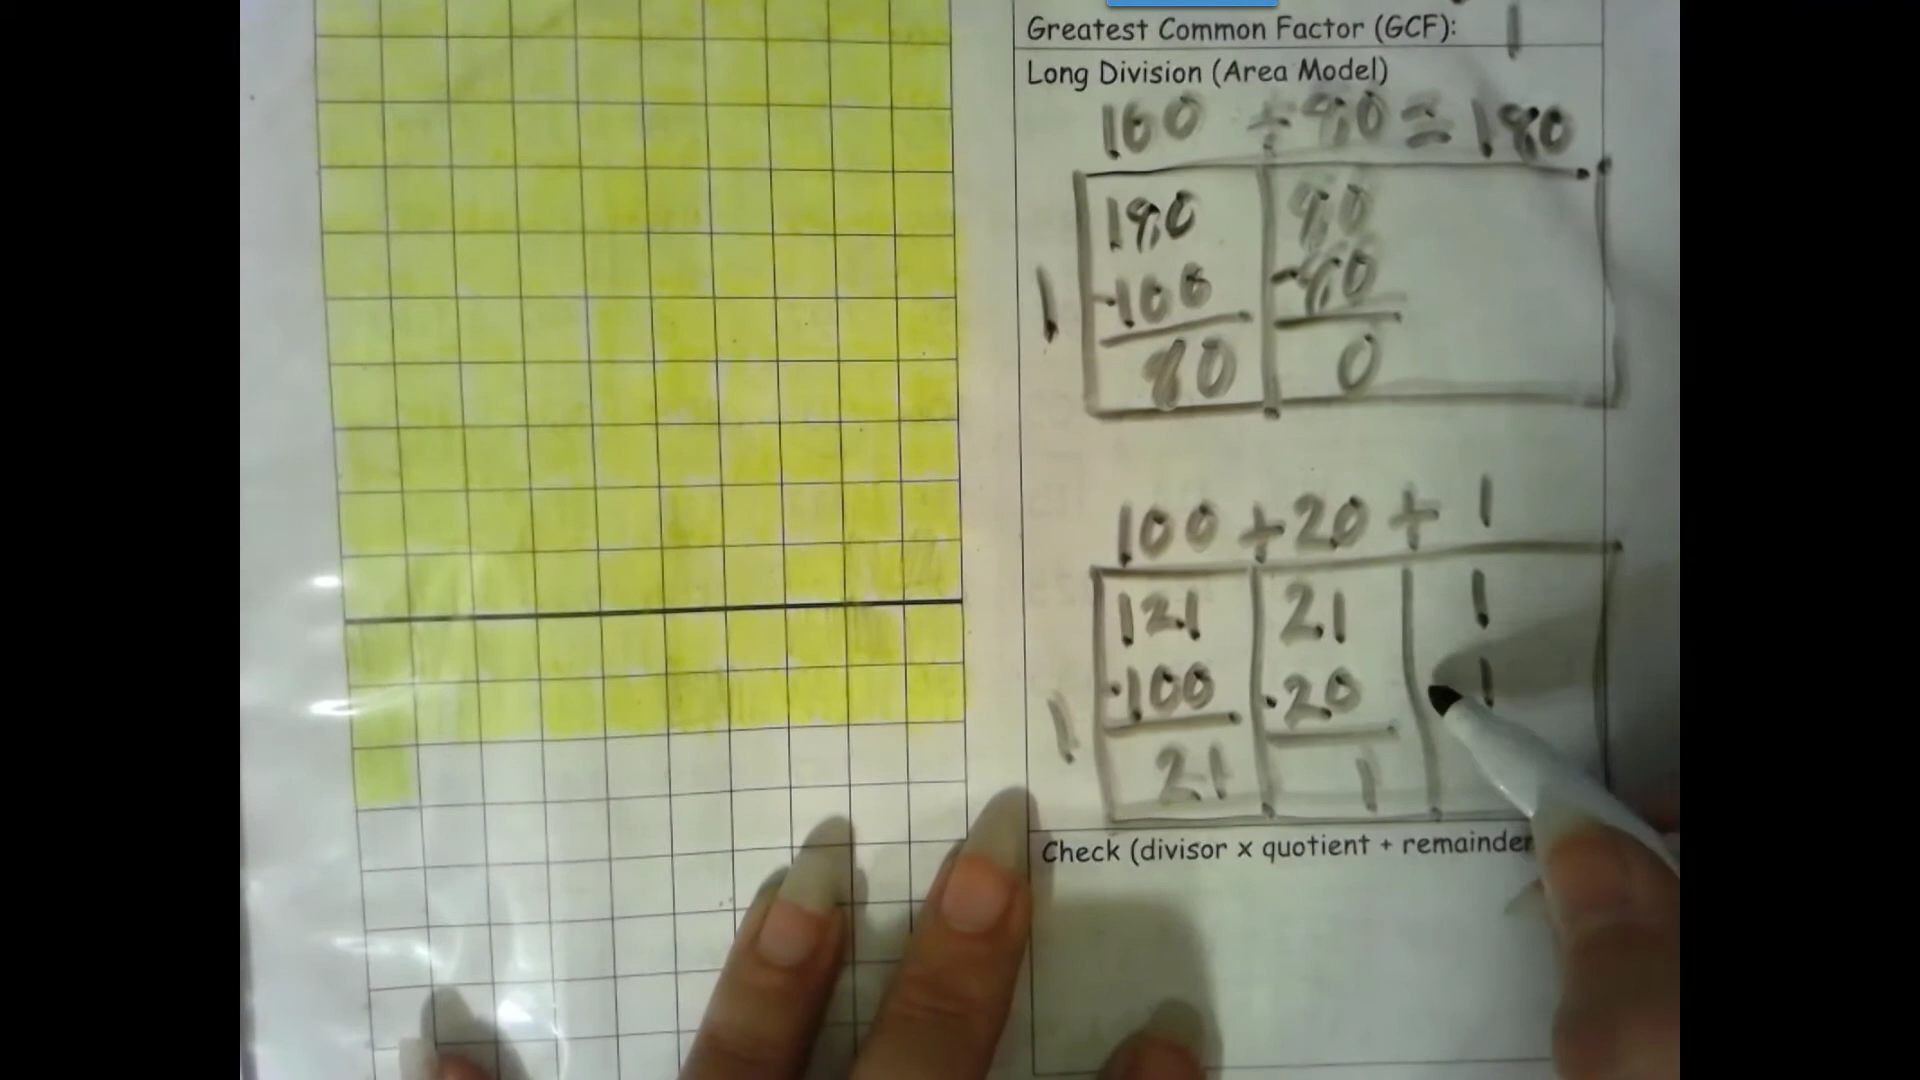 Greatest Common Factor (GCF): 1
Long Division (Area Model)
100 ÷ 80 = 180
180 80
1 -100 -80
80 0
100 + 20 + 1
121 21 1
1 -100 -20 1
21 1
Check (divisor x quotient + remainder